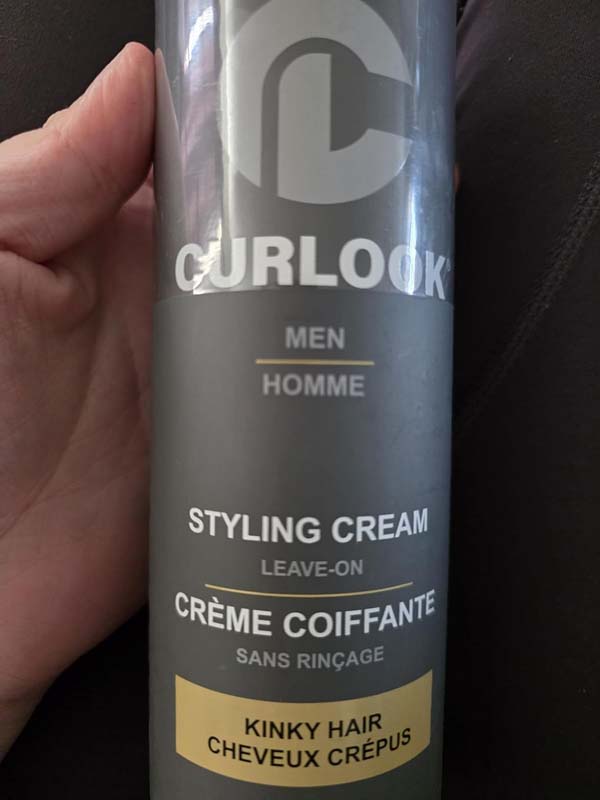 CURLOOK®
MEN
HOMME
STYLING CREAM
LEAVE-ON
CRÈME COIFFANTE
SANS RINÇAGE
KINKY HAIR
CHEVEUX CRÉPUS